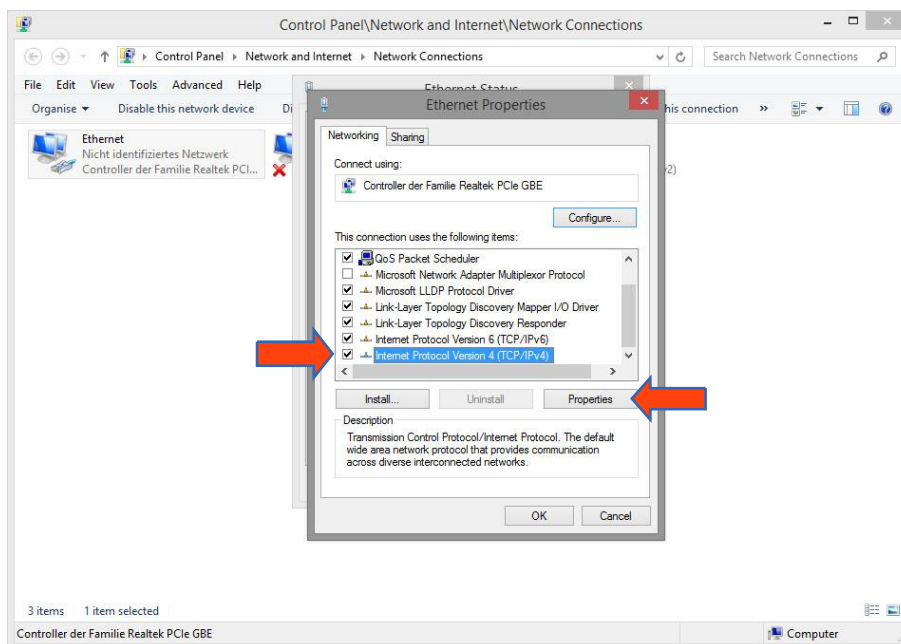 Control Panel\Network and Internet\Network Connections
Control Panel Network and Internet Network Connections
Search Network Connections
File Edit View Tools Advanced Help
Ethernet Status
Organise Disable this network device Di
his connection »
Ethernet Properties
Ethernet
Nicht identifiziertes Netzwerk
Controller der Familie Realtek PCI...
v2)
Networking Sharing
Connect using:
Controller der Familie Realtek PCIe GBE
Configure...
This connection uses the following items:
QoS Packet Scheduler
Microsoft Network Adapter Multiplexor Protocol
Microsoft LLDP Protocol Driver
Link-Layer Topology Discovery Mapper I/O Driver
Link-Layer Topology Discovery Responder
Internet Protocol Version 6 (TCP/IPv6)
Internet Protocol Version 4 (TCP/IPv4)
Install... Uninstall Properties
Description
Transmission Control Protocol/Internet Protocol. The default
wide area network protocol that provides communication
across diverse interconnected networks.
OK Cancel
3 items 1 item selected
Controller der Familie Realtek PCIe GBE
Computer